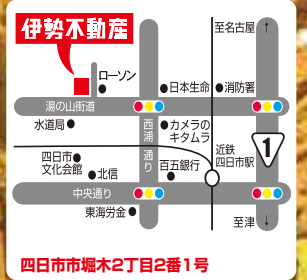 伊勢不動産
至名古屋
↑
ローソン
日本生命
消防署
湯の山街道
水道局
西浦通り
カメラの
キタムラ
1
近鉄
四日市駅
四日市
文化会館
北信
百五銀行
中央通り
東海労金
至津
↓
四日市市堀木2丁目2番1号